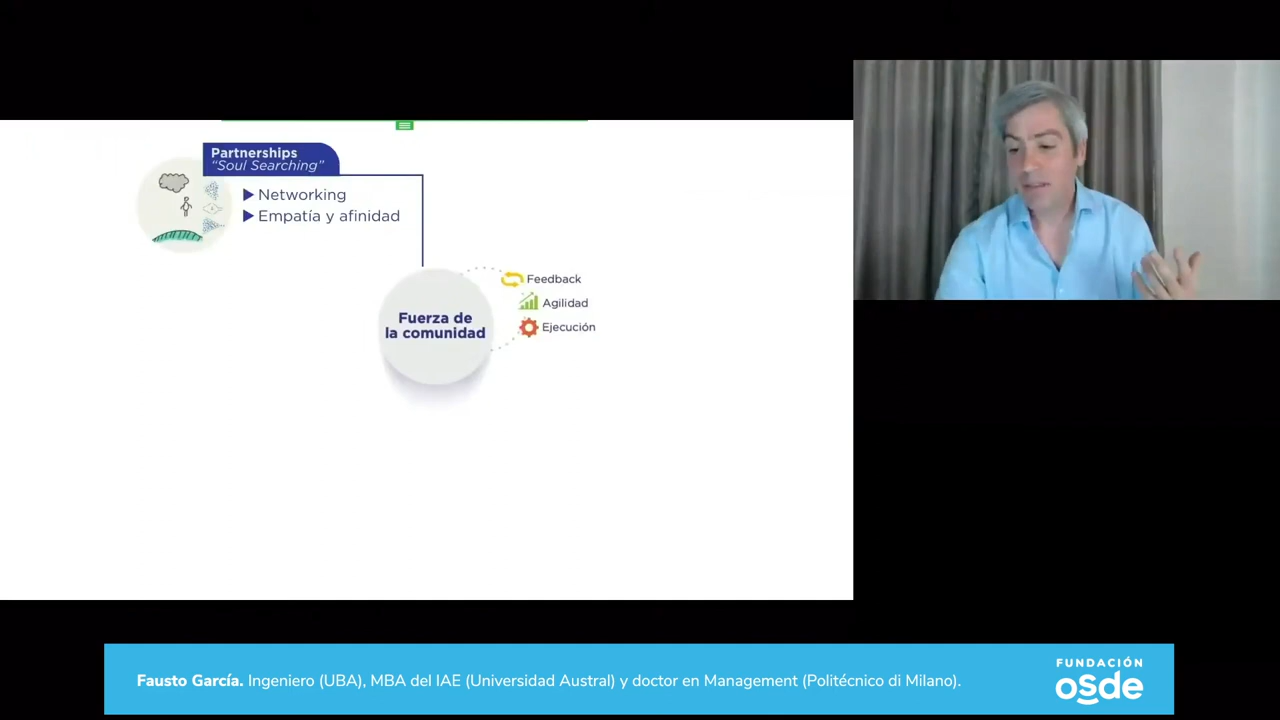 Partnerships
“Soul Searching”
Networking
Empatía y afinidad
Fuerza de
la comunidad
Feedback
Agilidad
Ejecución
Fausto García. Ingeniero (UBA), MBA del IAE (Universidad Austral) y doctor en Management (Politécnico di Milano).
FUNDACIÓN
osde